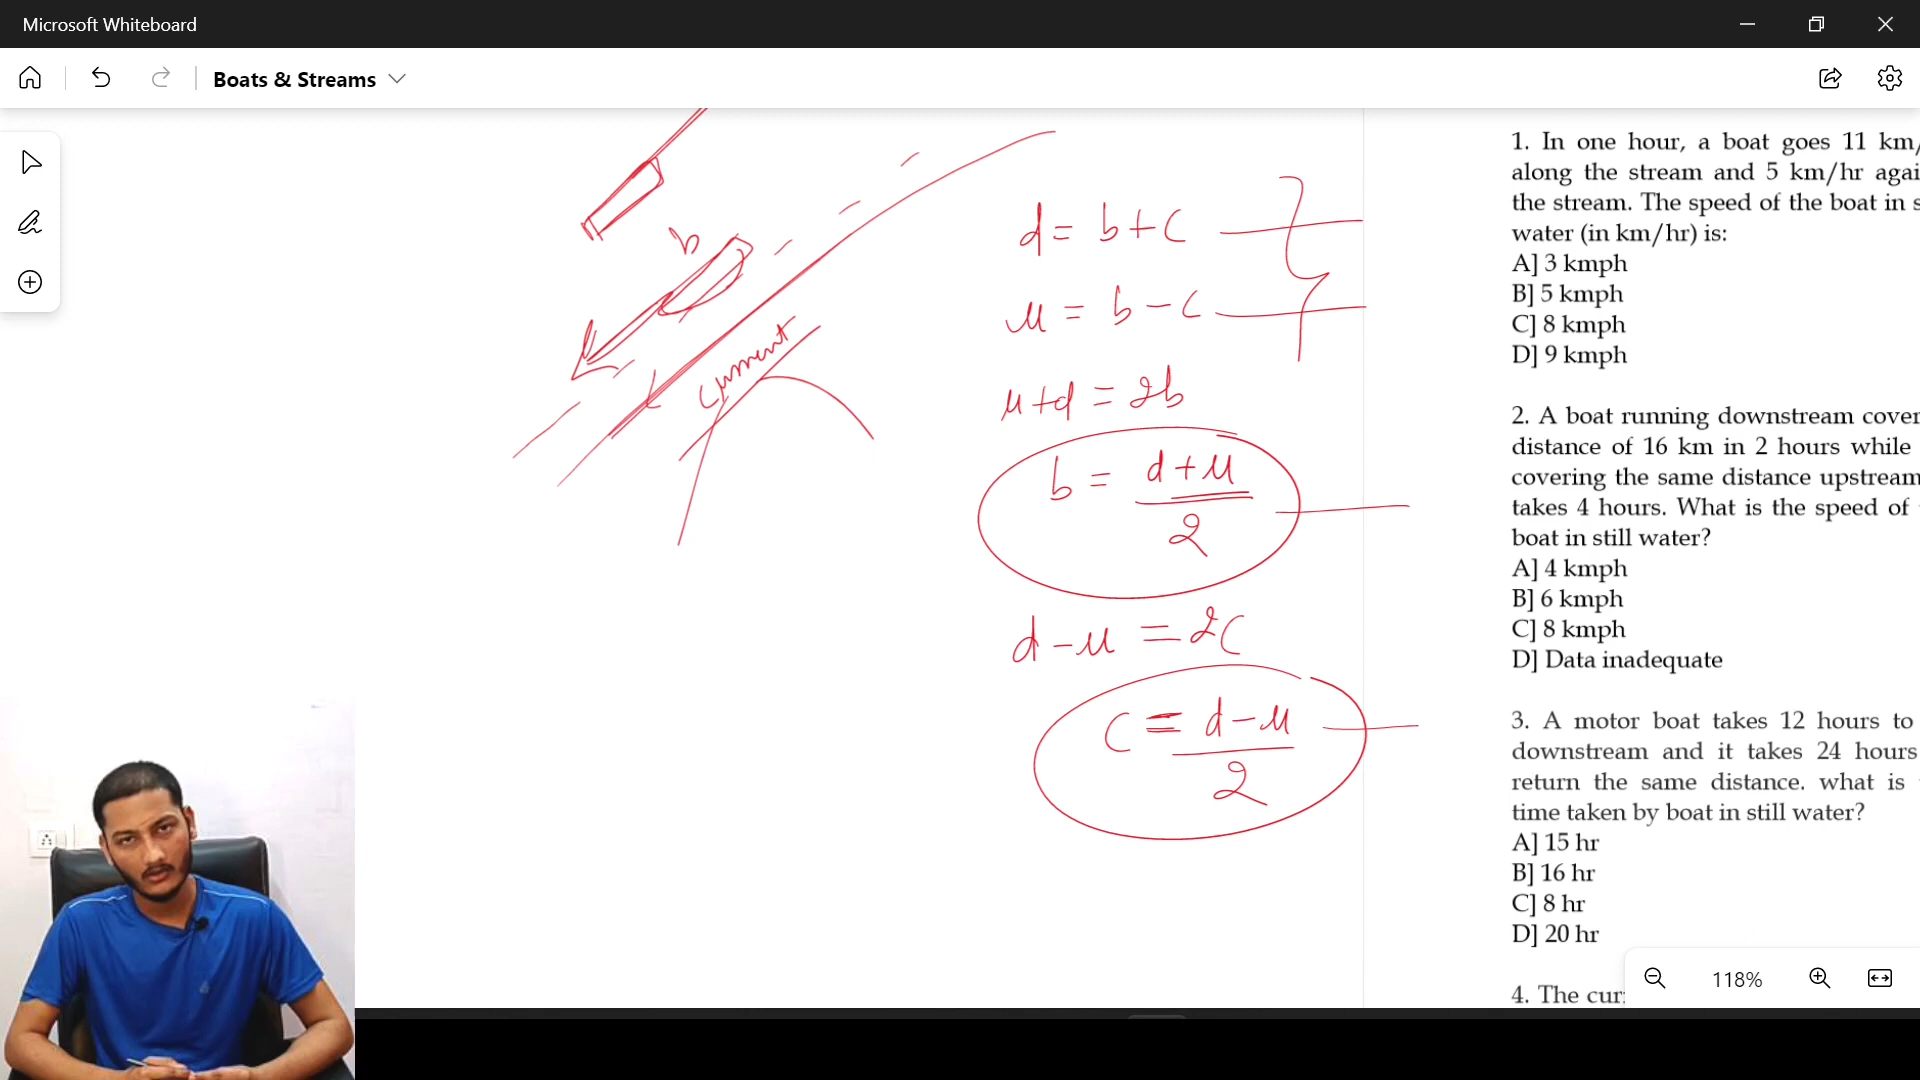 Microsoft Whiteboard
Boats & Streams
b
current
d = b + c
u = b - c
u + d = 2b
b = d + u
2
d - u = 2c
c = d - u
2
1. In one hour, a boat goes 11 km/
along the stream and 5 km/hr agai
the stream. The speed of the boat in s
water (in km/hr) is:
A] 3 kmph
B] 5 kmph
C] 8 kmph
D] 9 kmph
2. A boat running downstream cover
distance of 16 km in 2 hours while
covering the same distance upstream
takes 4 hours. What is the speed of
boat in still water?
A] 4 kmph
B] 6 kmph
C] 8 kmph
D] Data inadequate
3. A motor boat takes 12 hours to
downstream and it takes 24 hours
return the same distance. what is
time taken by boat in still water?
A] 15 hr
B] 16 hr
C] 8 hr
D] 20 hr
4. The cur
118%